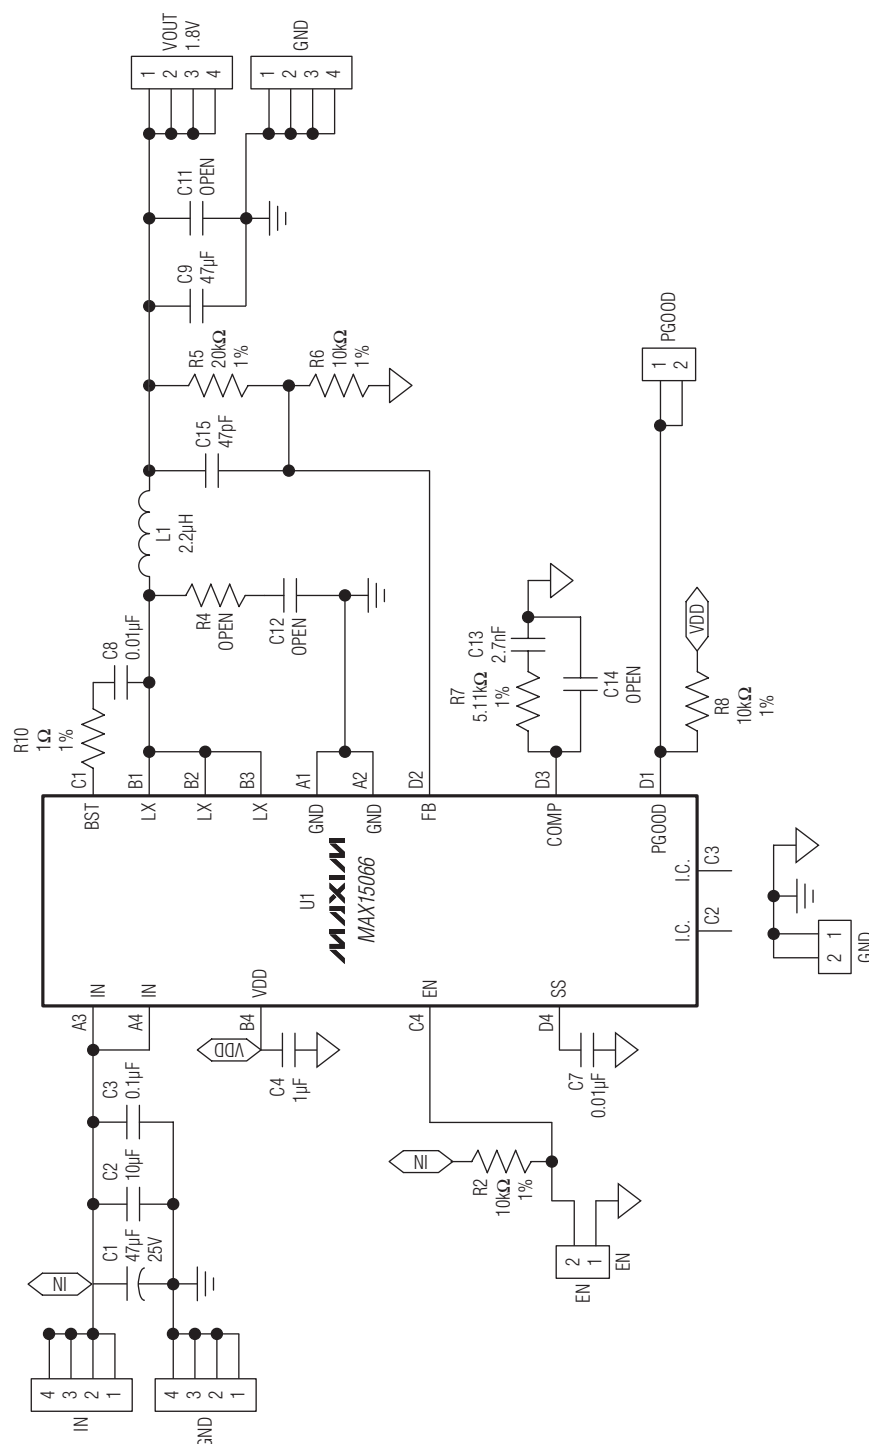 IN
4
3
2
1
GND
4
3
2
1
IN
C1
47µF
25V
C2
10µF
C3
0.1µF
A3
IN
A4
IN
VDD
B4
VDD
C4
1µF
IN
R2
10kΩ
1%
EN
2
1
EN
C4
EN
D4
SS
C7
0.01µF
U1
MAXIM
MAX15066
C1
BST
B1
LX
B2
LX
B3
LX
A1
GND
A2
GND
D2
FB
D3
COMP
D1
PGOOD
I.C.
C2
I.C.
C3
2
1
GND
R10
1Ω
1%
C8
0.01µF
L1
2.2µH
R4
OPEN
C12
OPEN
C15
47pF
R5
20kΩ
1%
R6
10kΩ
1%
C9
47µF
C11
OPEN
1
2
3
4
VOUT
1.8V
1
2
3
4
GND
R7
5.11kΩ
1%
C13
2.7nF
C14
OPEN
R8
10kΩ
1%
VDD
1
2
PGOOD